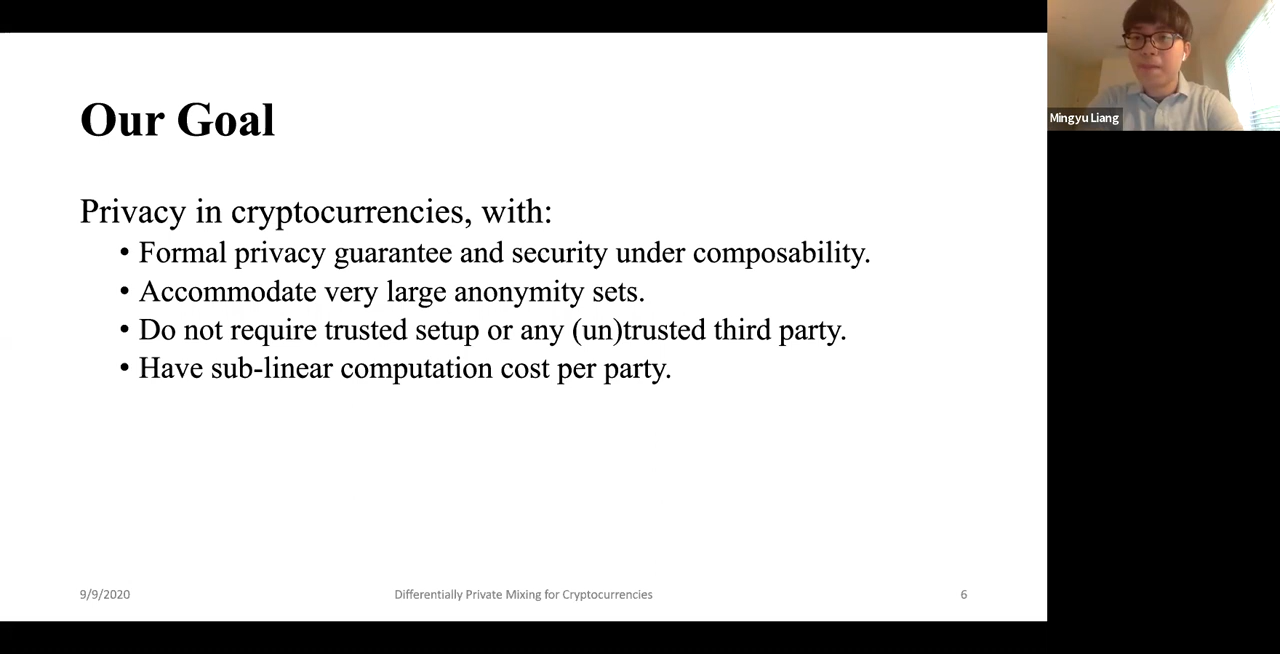 Our Goal
Privacy in cryptocurrencies, with:
• Formal privacy guarantee and security under composability.
• Accommodate very large anonymity sets.
• Do not require trusted setup or any (un)trusted third party.
• Have sub-linear computation cost per party.
9/9/2020
Differentially Private Mixing for Cryptocurrencies
6
Mingyu Liang